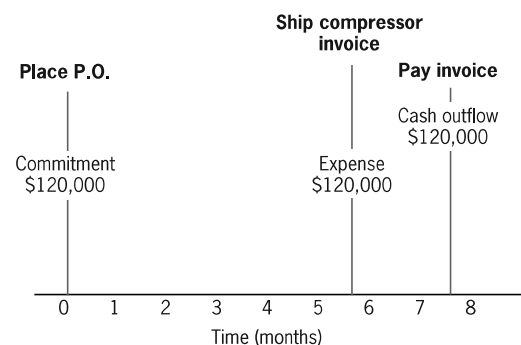 Ship compressor
invoice
Place P.O.
Pay invoice
Cash outflow
$120,000
Commitment
$120,000
Expense
$120,000
0 1 2 3 4 5 6 7 8
Time (months)